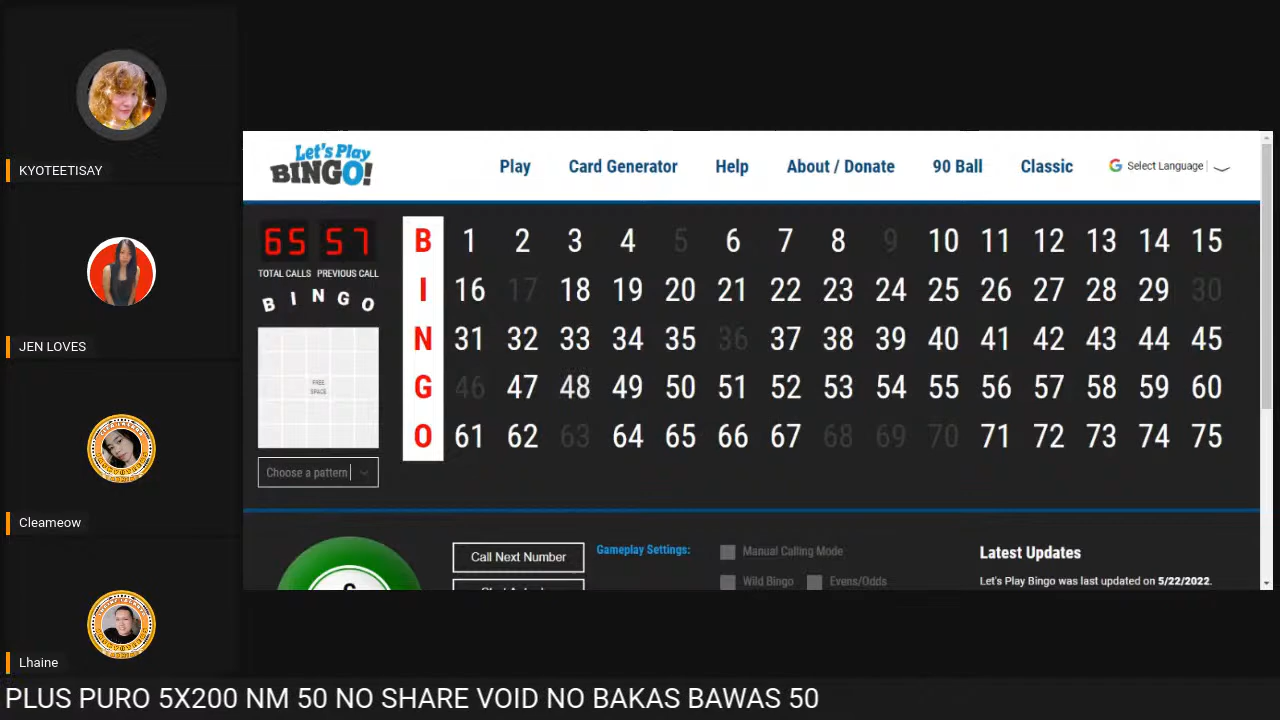 KYOTEETISAY
JEN LOVES
Cleameow
Lhaine
Let's Play
BINGO!
Play Card Generator Help About / Donate 90 Ball Classic Select Language
65 57
TOTAL CALLS PREVIOUS CALL
B I N G O
FREE
SPACE
Choose a pattern
B 1 2 3 4 5 6 7 8 9 10 11 12 13 14 15
I 16 17 18 19 20 21 22 23 24 25 26 27 28 29 30
N 31 32 33 34 35 36 37 38 39 40 41 42 43 44 45
G 46 47 48 49 50 51 52 53 54 55 56 57 58 59 60
O 61 62 63 64 65 66 67 68 69 70 71 72 73 74 75
Call Next Number
Gameplay Settings:
Manual Calling Mode
Wild Bingo Evens/Odds
Latest Updates
Let's Play Bingo was last updated on 5/22/2022.
PLUS PURO 5X200 NM 50 NO SHARE VOID NO BAKAS BAWAS 50